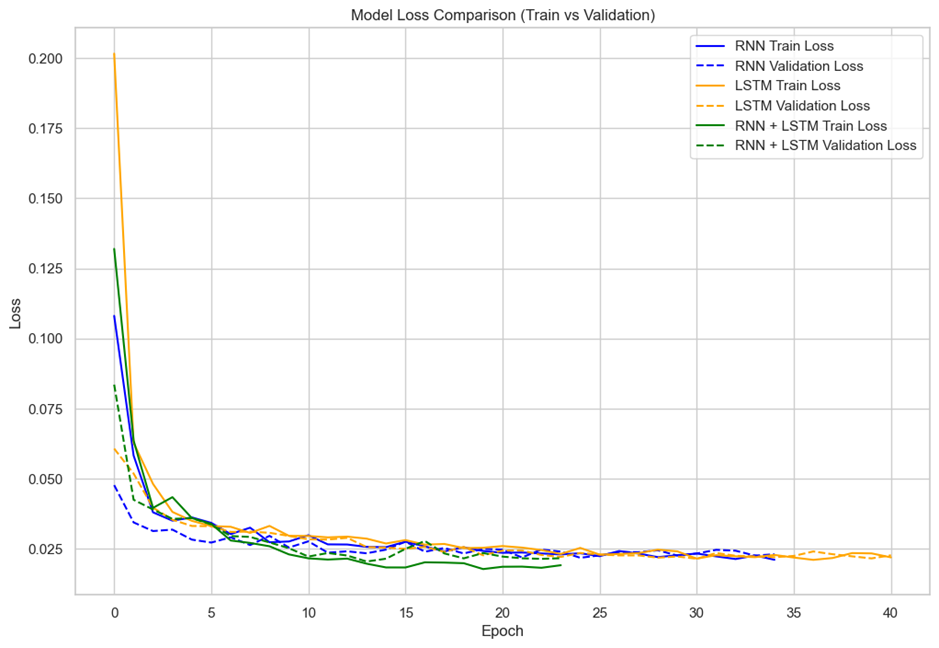 Model Loss Comparison (Train vs Validation)
RNN Train Loss
RNN Validation Loss
LSTM Train Loss
LSTM Validation Loss
RNN + LSTM Train Loss
RNN + LSTM Validation Loss
0.200
0.175
0.150
0.125
0.100
0.075
0.050
0.025
Loss
0 5 10 15 20 25 30 35 40
Epoch